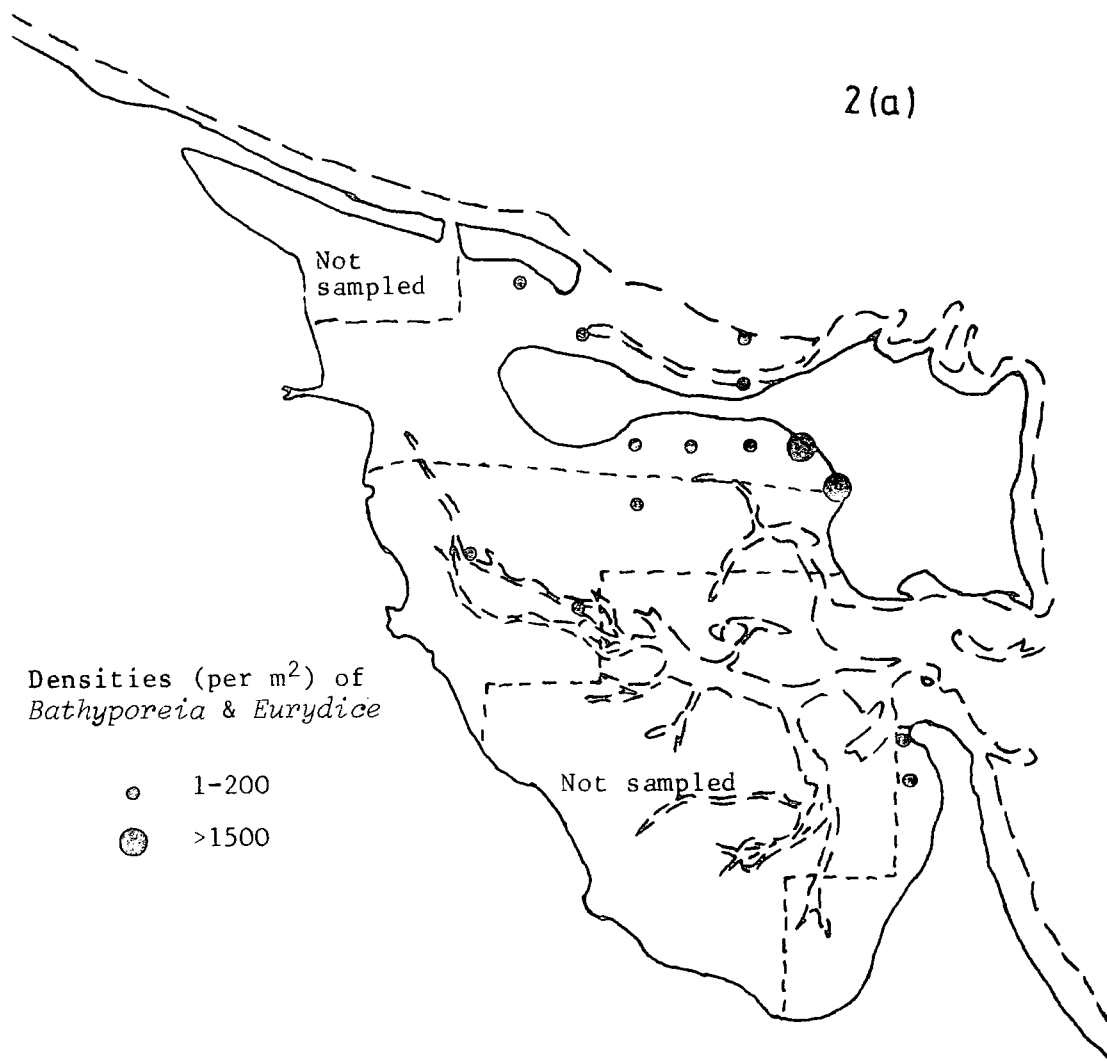 2(a)
Not
sampled
Densities (per m²) of
Bathyporeia & Eurydice
1-200
>1500
Not sampled